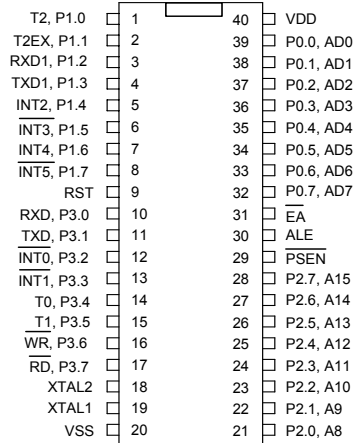 T2, P1.0 1 40 VDD
T2EX, P1.1 2 39 P0.0, AD0
RXD1, P1.2 3 38 P0.1, AD1
TXD1, P1.3 4 37 P0.2, AD2
INT2, P1.4 5 36 P0.3, AD3
INT3, P1.5 6 35 P0.4, AD4
INT4, P1.6 7 34 P0.5, AD5
INT5, P1.7 8 33 P0.6, AD6
RST 9 32 P0.7, AD7
RXD, P3.0 10 31 EA
TXD, P3.1 11 30 ALE
INT0, P3.2 12 29 PSEN
INT1, P3.3 13 28 P2.7, A15
T0, P3.4 14 27 P2.6, A14
T1, P3.5 15 26 P2.5, A13
WR, P3.6 16 25 P2.4, A12
RD, P3.7 17 24 P2.3, A11
XTAL2 18 23 P2.2, A10
XTAL1 19 22 P2.1, A9
VSS 20 21 P2.0, A8